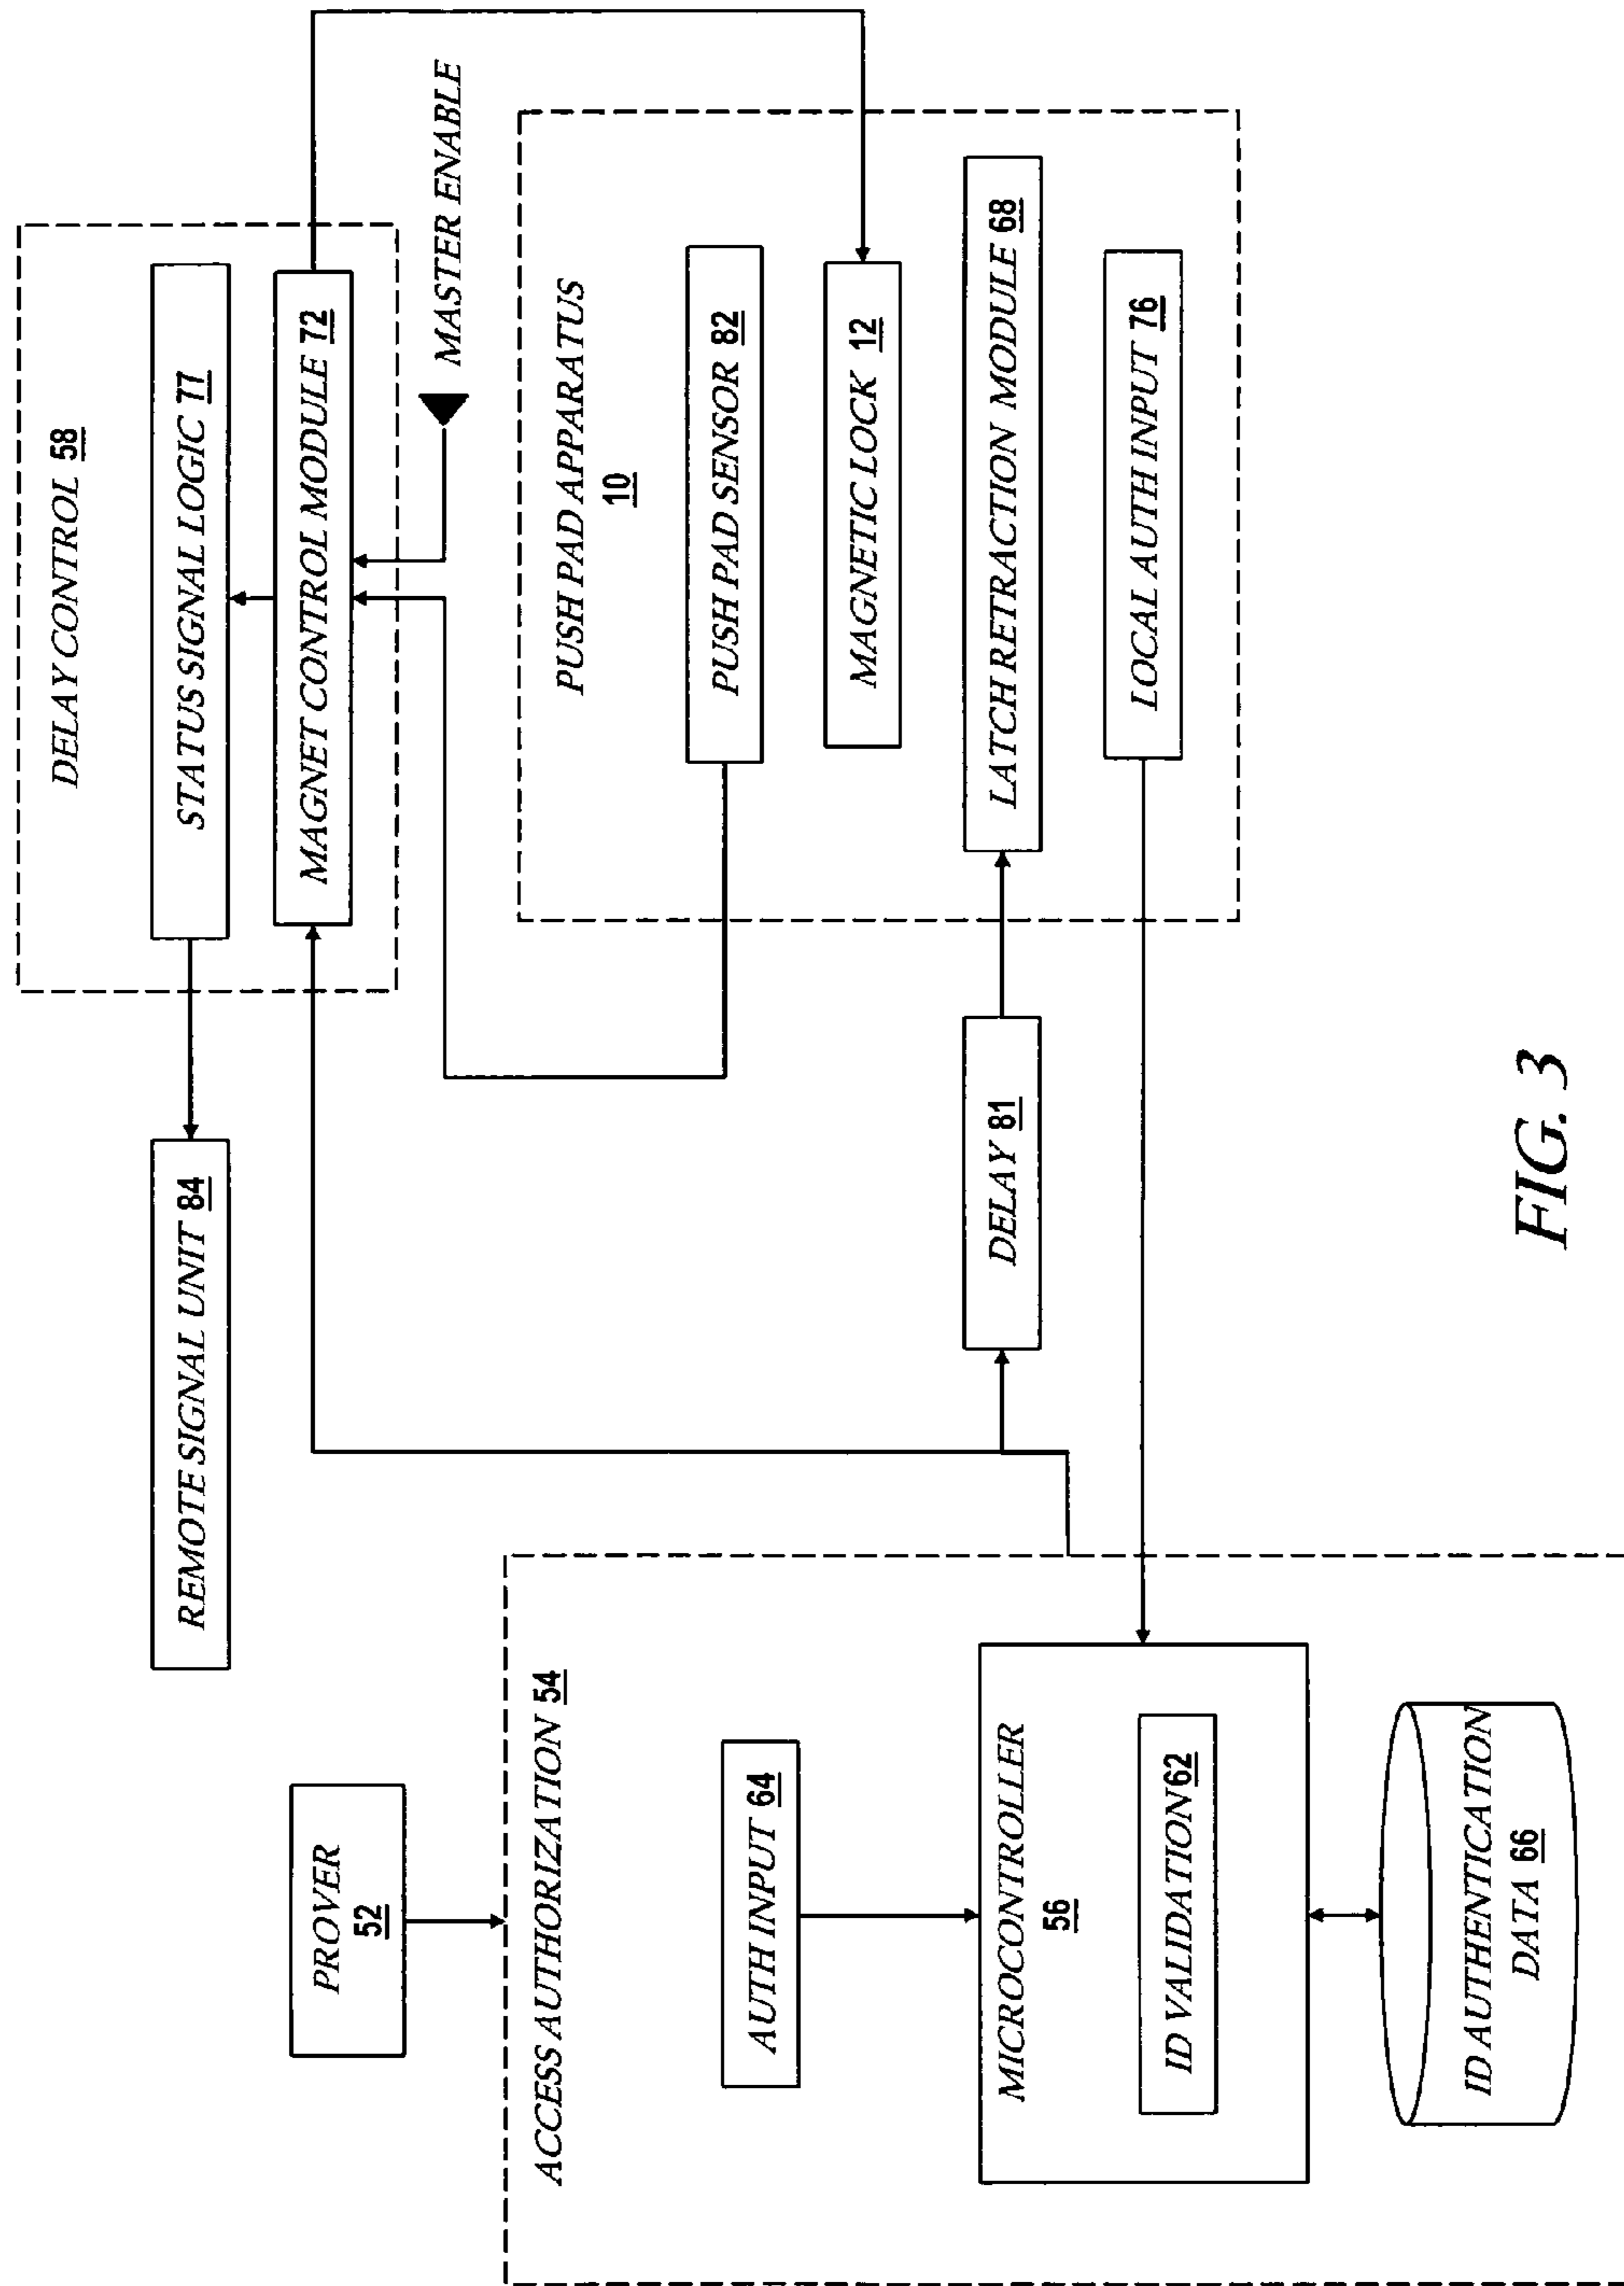 DELAY CONTROL 58
STATUS SIGNAL LOGIC 77
MAGNET CONTROL MODULE 72
REMOTE SIGNAL UNIT 84
MASTER ENABLE
PROVER
52
ACCESS AUTHORIZATION 54
AUTH INPUT 64
MICROCONTROLLER
56
ID VALIDATION 62
ID AUTHENTICATION
DATA 66
DELAY 81
PUSH PAD APPARATUS
10
PUSH PAD SENSOR 82
MAGNETIC LOCK 12
LATCH RETRACTION MODULE 68
LOCAL AUTH INPUT 76
FIG. 3